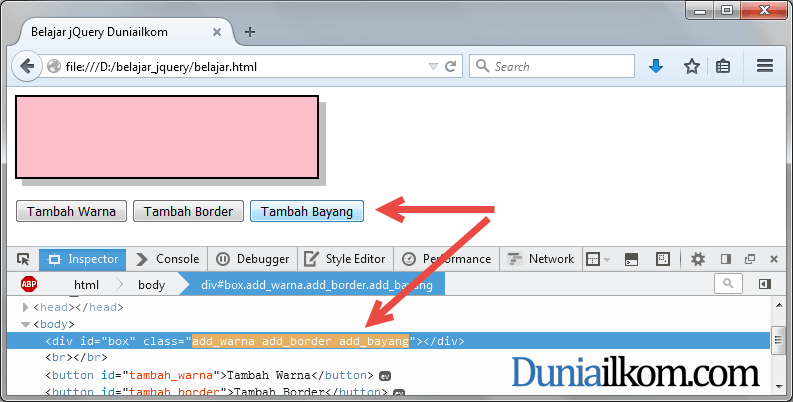 Belajar jQuery Duniailkom
file:///D:/belajar_jquery/belajar.html
Search
Tambah Warna Tambah Border Tambah Bayang
Inspector Console Debugger Style Editor Performance Network
ABP html body div#box.add_warna.add_border.add_bayang
<head></head>
<body>
<div id="box" class="add_warna add_border add_bayang"></div>
<br></br>
<button id="tambah_warna">Tambah Warna</button> ev
<button id="tambah_border">Tambah Border</button> ev
Duniailkom.com